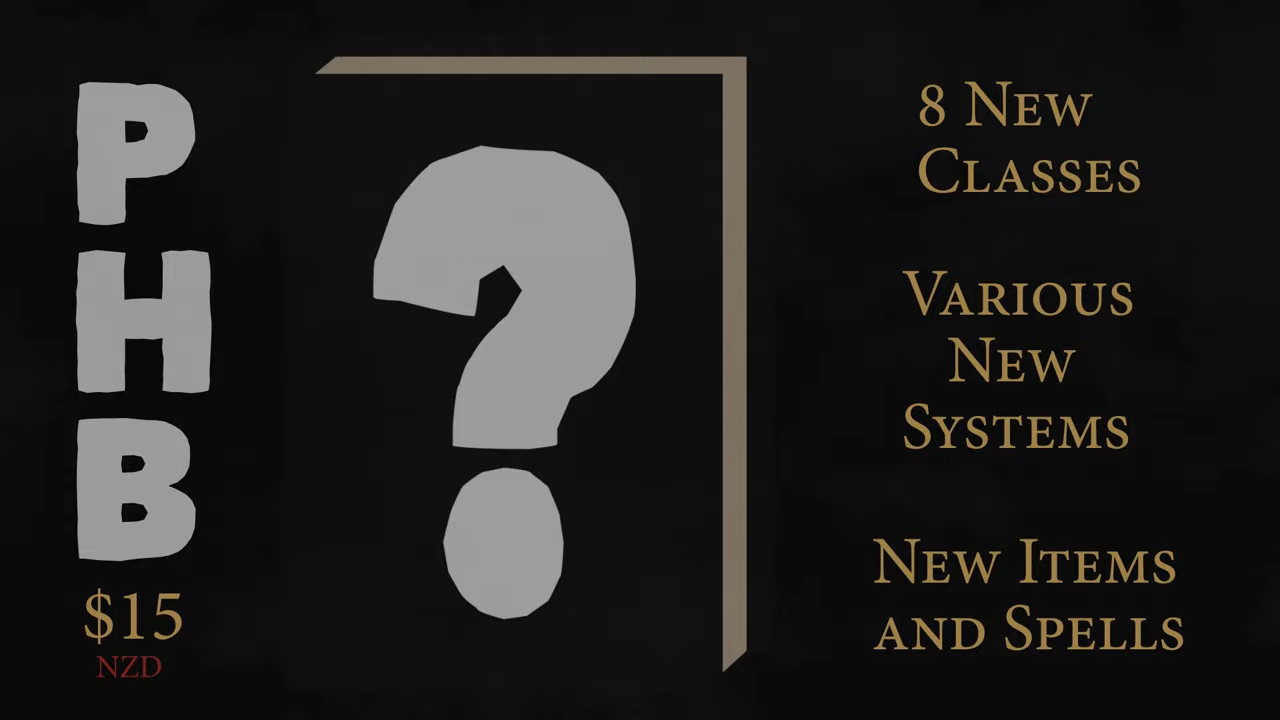 PHB
$15
NZD
?
8 New
Classes
Various
New
Systems
New Items
and Spells